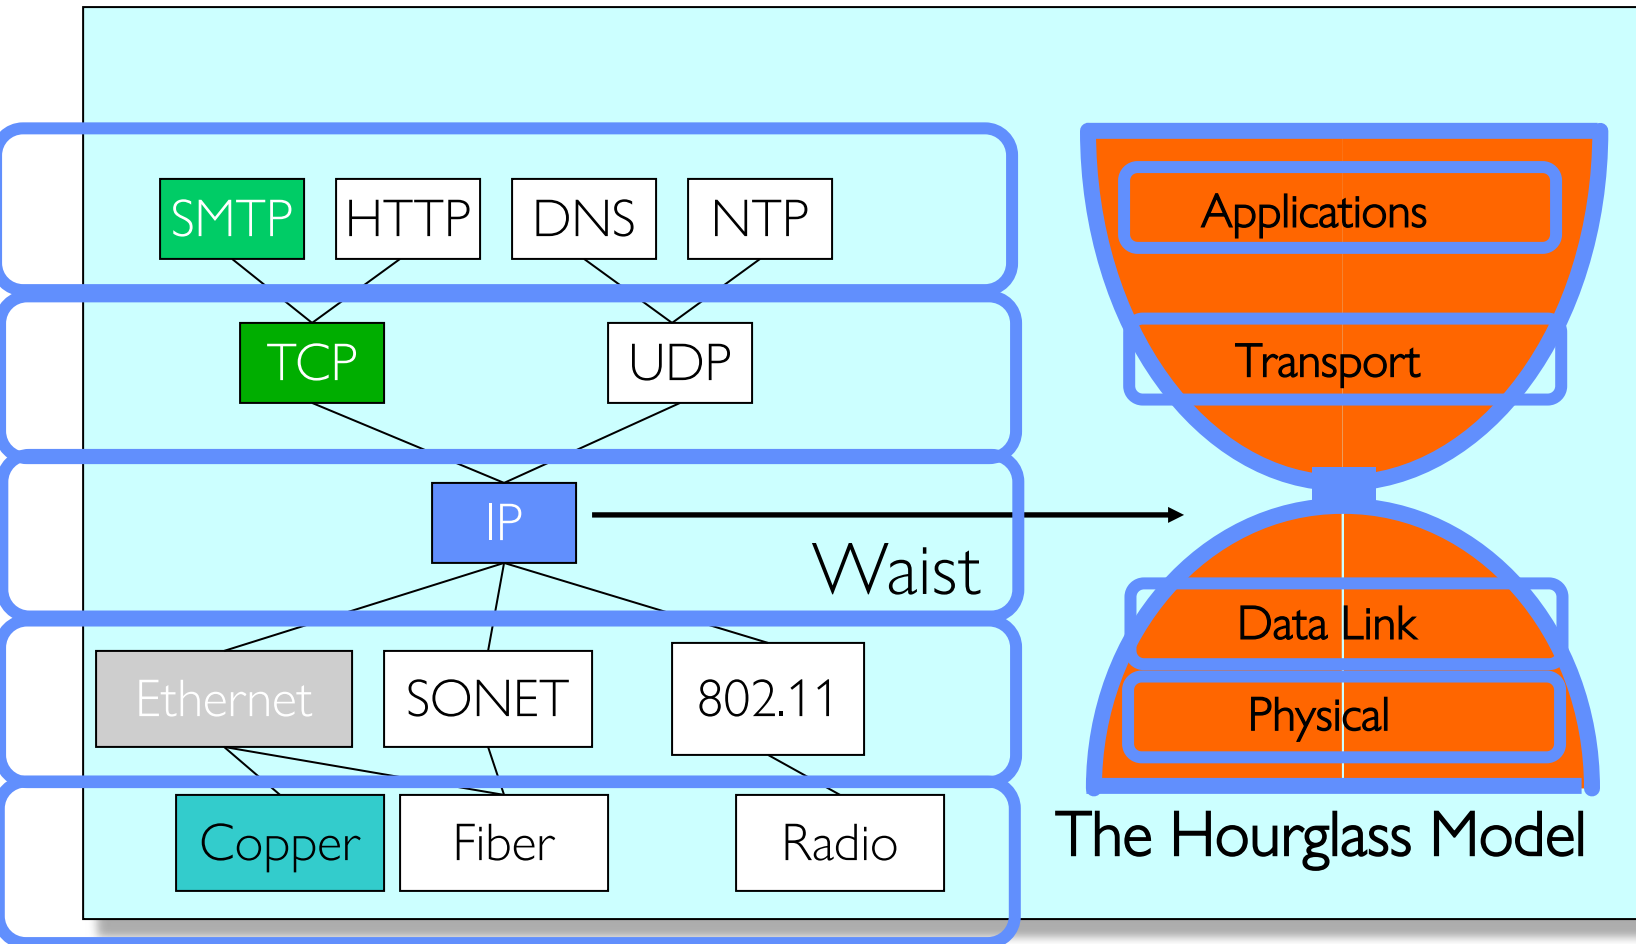 SMTP HTTP DNS NTP
TCP UDP
IP
Waist
Ethernet SONET 802.11
Copper Fiber Radio
Applications
Transport
Data Link
Physical
The Hourglass Model